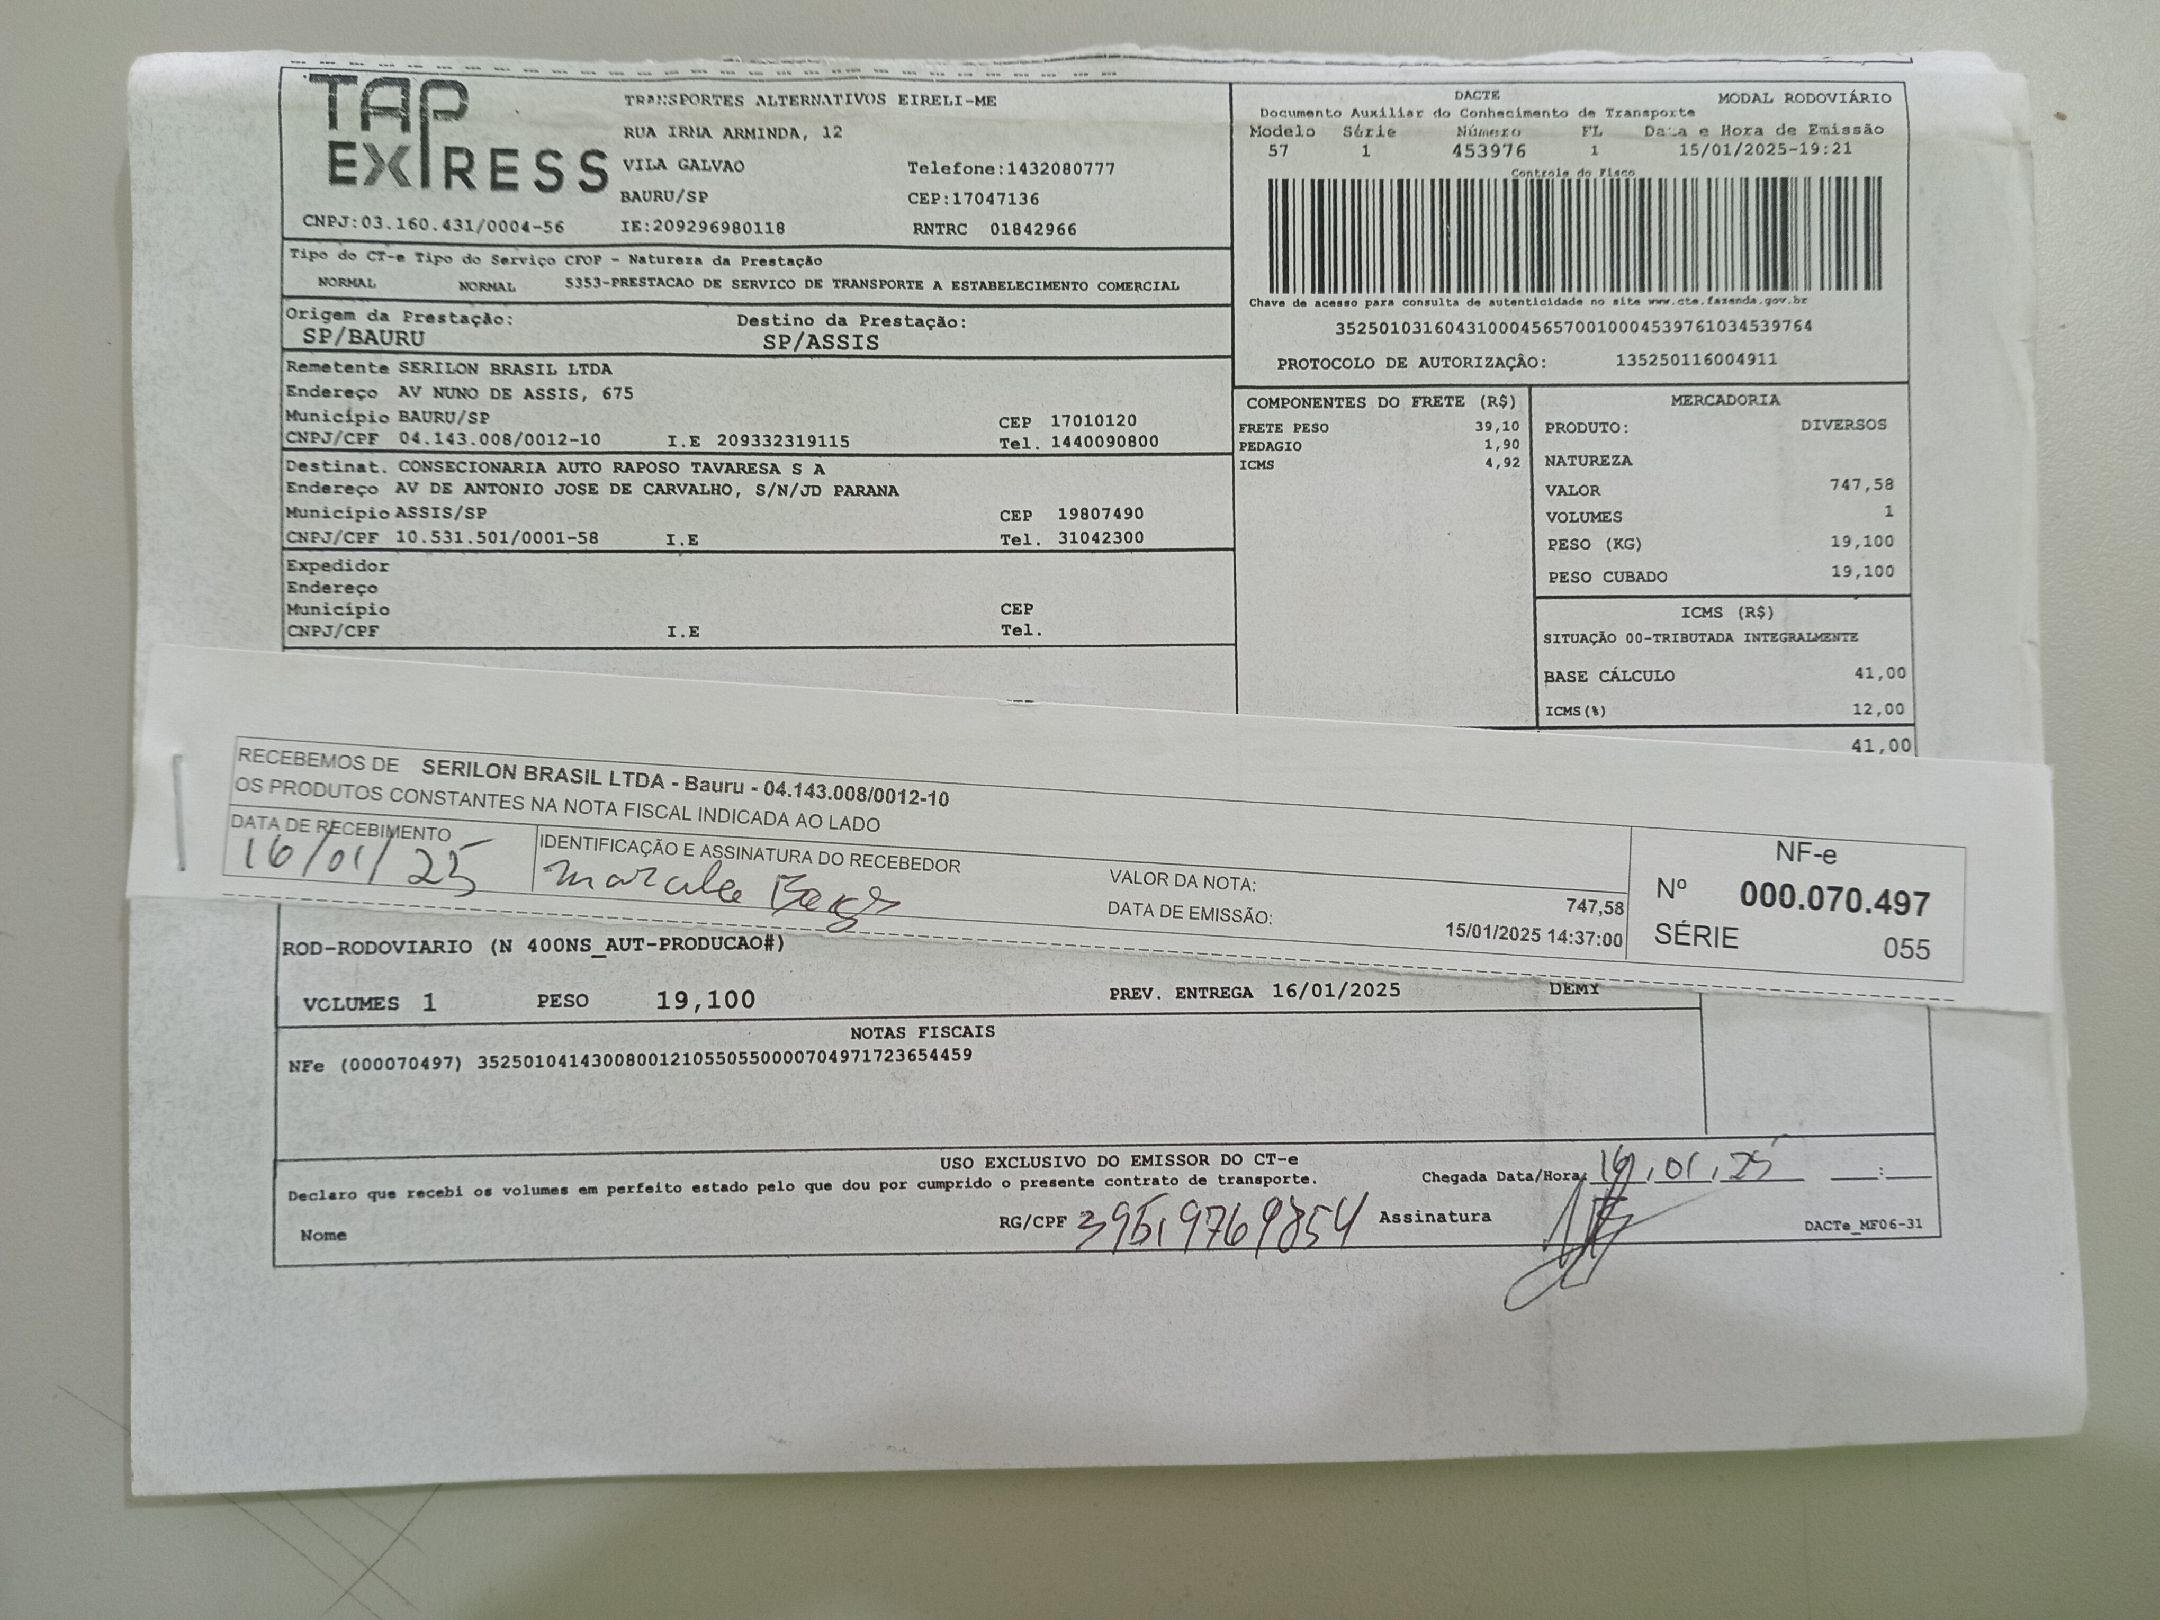 TAP EXPRESS
TRANSPORTES ALTERNATIVOS EIRELI-ME
RUA IRMA ARMINDA, 12
VILA GALVAO Telefone:1432080777
BAURU/SP CEP:17047136
CNPJ:03.160.431/0004-56 IE:209296980118 RNTRC 01842966
DACTE MODAL RODOVIÁRIO
Documento Auxiliar do Conhecimento de Transporte
Modelo Série Número FL Data e Hora de Emissão
57 1 453976 1 15/01/2025-19:21
Controle do Fisco
Chave de acesso para consulta de autenticidade no site www.cte.fazenda.gov.br
35250103160431000456570010004539761034539764
PROTOCOLO DE AUTORIZAÇÃO: 135250116004911
Tipo do CT-e Tipo do Serviço CFOP - Natureza da Prestação
NORMAL NORMAL 5353-PRESTACAO DE SERVICO DE TRANSPORTE A ESTABELECIMENTO COMERCIAL
Origem da Prestação: Destino da Prestação:
SP/BAURU SP/ASSIS
Remetente SERILON BRASIL LTDA
Endereço AV NUNO DE ASSIS, 675
Município BAURU/SP CEP 17010120
CNPJ/CPF 04.143.008/0012-10 I.E 209332319115 Tel. 1440090800
Destinat. CONSECIONARIA AUTO RAPOSO TAVARESA S A
Endereço AV DE ANTONIO JOSE DE CARVALHO, S/N/JD PARANA
Município ASSIS/SP CEP 19807490
CNPJ/CPF 10.531.501/0001-58 I.E Tel. 31042300
Expedidor
Endereço
Município CEP
CNPJ/CPF I.E Tel.
COMPONENTES DO FRETE (R$)
FRETE PESO 39,10
PEDAGIO 1,90
ICMS 4,92
MERCADORIA
PRODUTO: DIVERSOS
NATUREZA
VALOR 747,58
VOLUMES 1
PESO (KG) 19,100
PESO CUBADO 19,100
ICMS (R$)
SITUAÇÃO 00-TRIBUTADA INTEGRALMENTE
BASE CÁLCULO 41,00
ICMS(%) 12,00
41,00
RECEBEMOS DE SERILON BRASIL LTDA - Bauru - 04.143.008/0012-10
OS PRODUTOS CONSTANTES NA NOTA FISCAL INDICADA AO LADO
DATA DE RECEBIMENTO IDENTIFICAÇÃO E ASSINATURA DO RECEBEDOR
16/01/25
VALOR DA NOTA: 747,58
DATA DE EMISSÃO: 15/01/2025 14:37:00
NF-e
Nº 000.070.497
SÉRIE 055
ROD-RODOVIARIO (N 400NS_AUT-PRODUCAO#)
VOLUMES 1 PESO 19,100 PREV. ENTREGA 16/01/2025 DEMY
NOTAS FISCAIS
NFe (000070497) 35250104143008001210550550000704971723654459
USO EXCLUSIVO DO EMISSOR DO CT-e
Declaro que recebi os volumes em perfeito estado pelo que dou por cumprido o presente contrato de transporte. Chegada Data/Hora: 16,01,25 :
Nome RG/CPF 395,9769854 Assinatura DACTe_MF06-31